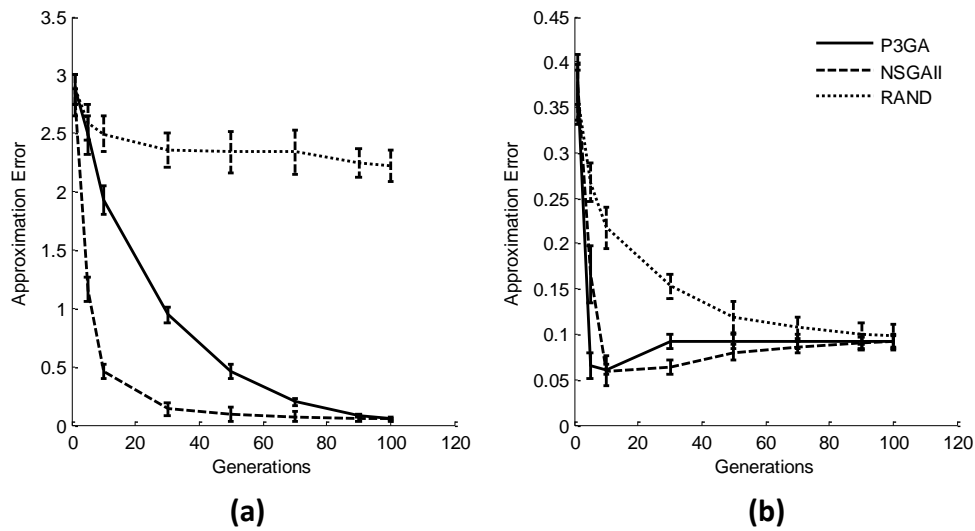 3.5
3
2.5
2
1.5
1
0.5
0
Approximation Error
0 20 40 60 80 100 120
Generations
(a)
0.45
0.4
0.35
0.3
0.25
0.2
0.15
0.1
0.05
0
Approximation Error
P3GA
NSGAII
RAND
0 20 40 60 80 100 120
Generations
(b)